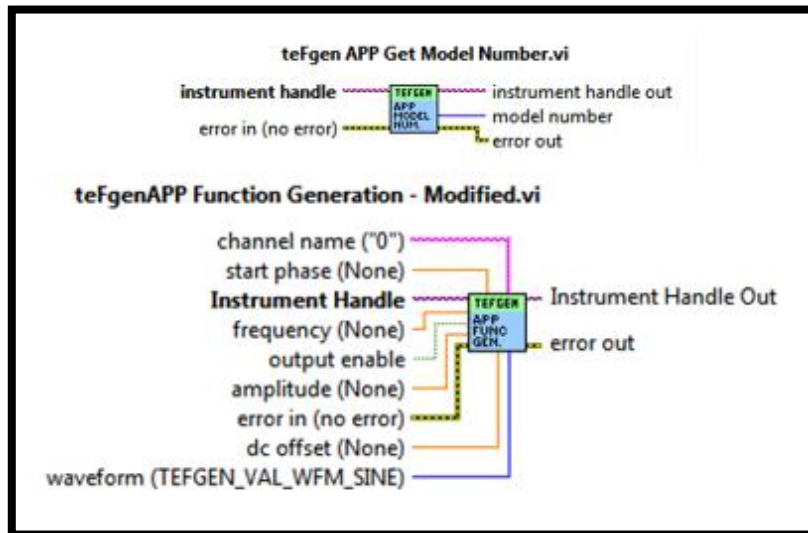 teFgen APP Get Model Number.vi
instrument handle
TEFGEN
APP
MODEL
NUM.
instrument handle out
model number
error in (no error)
error out
teFgenAPP Function Generation - Modified.vi
channel name ("0")
start phase (None)
Instrument Handle
frequency (None)
output enable
amplitude (None)
error in (no error)
dc offset (None)
waveform (TEFGEN_VAL_WFM_SINE)
TEFGEN
APP
FUNC
GEN.
Instrument Handle Out
error out